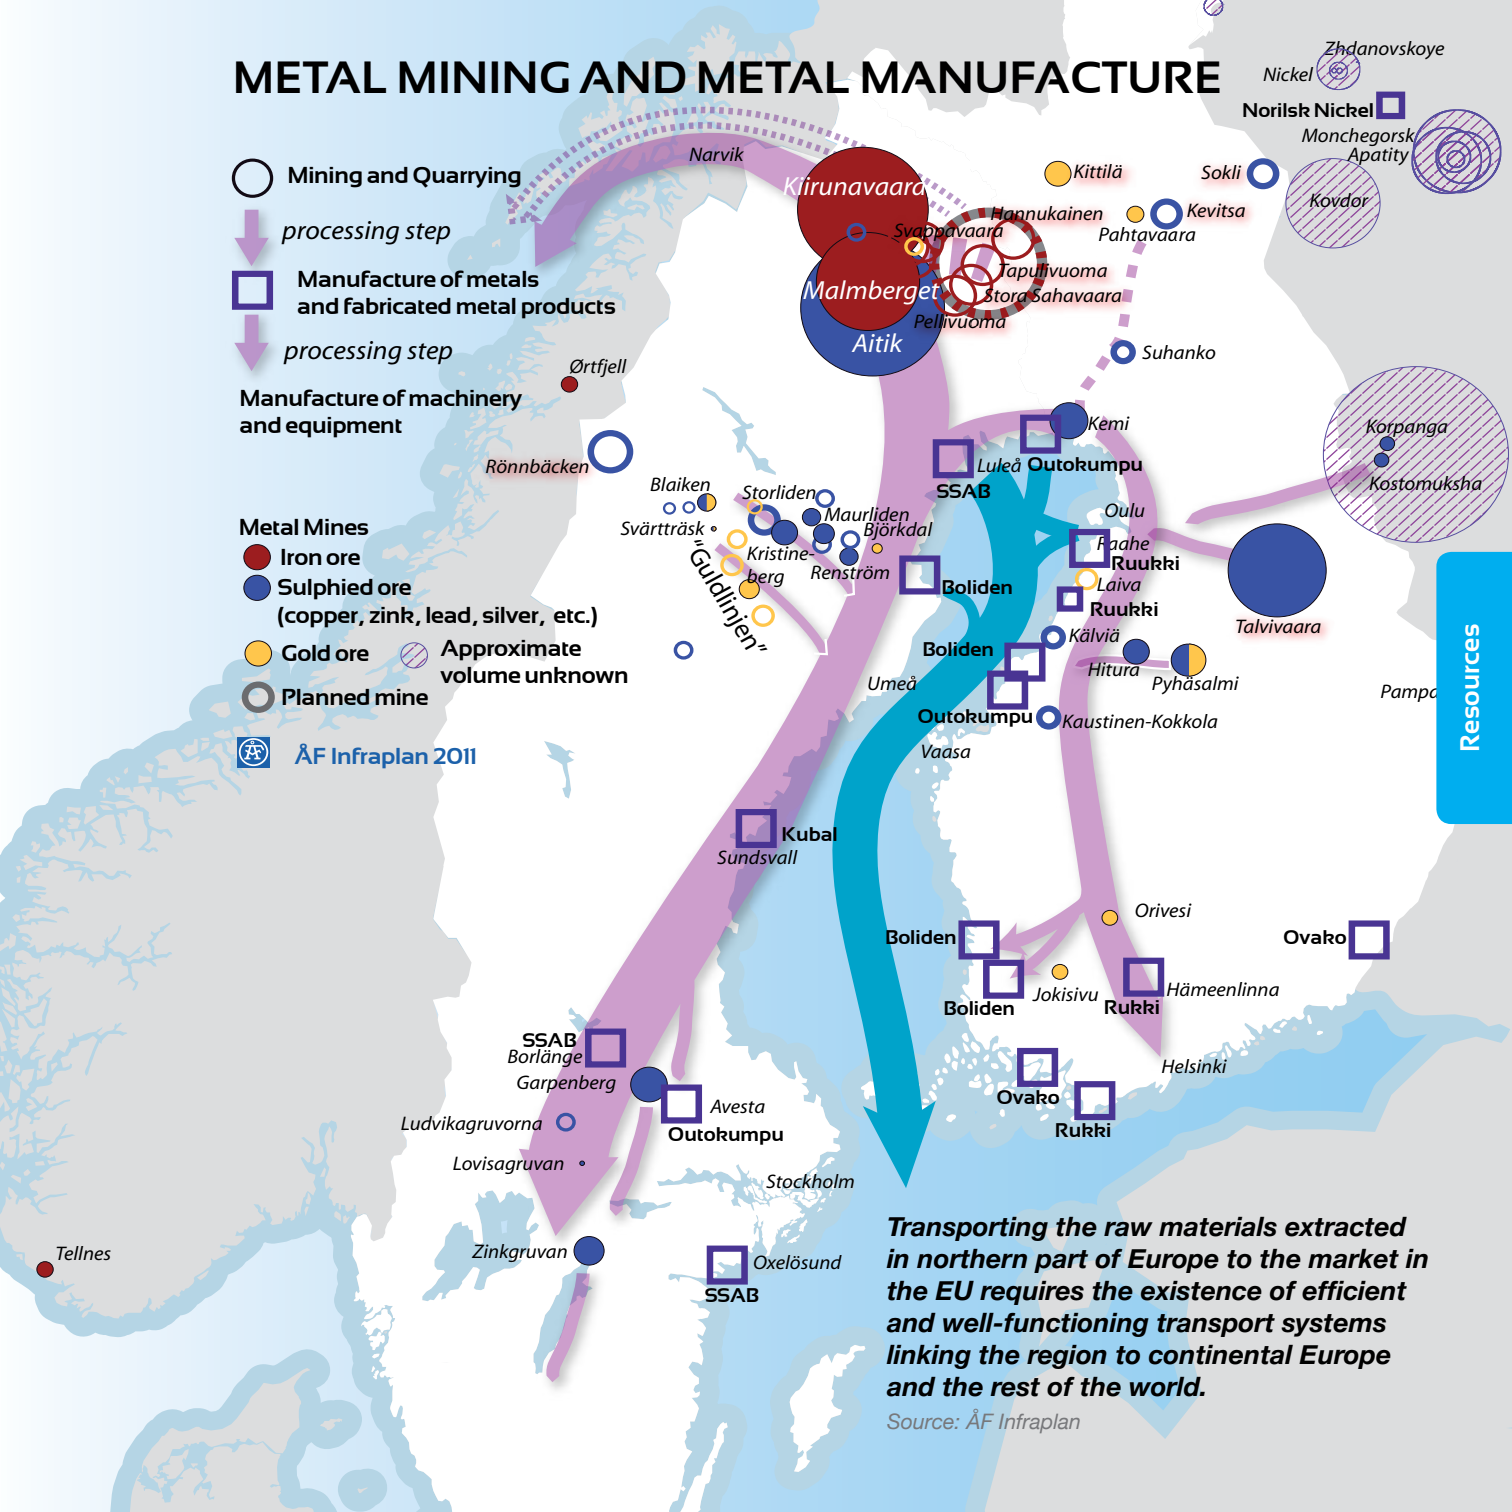 METAL MINING AND METAL MANUFACTURE
Mining and Quarrying
processing step
Manufacture of metals
and fabricated metal products
processing step
Manufacture of machinery
and equipment
Metal Mines
Iron ore
Sulphied ore
(copper, zink, lead, silver, etc.)
Gold ore
Approximate
volume unknown
Planned mine
ÅF
ÅF Infraplan 2011
Zhdanovskoye
Nickel
Norilsk Nickel
Monchegorsk
Apatity
Kovdor
Narvik
Kiirunavaara
Kittilä
Sokli
Hannukainen
Kevitsa
Svappavaara
Pahtavaara
Tapulivuoma
Malmberget
Stora Sahavaara
Pellivuoma
Aitik
Suhanko
Ørtfjell
Kemi
Korpanga
Rönnbäcken
Luleå
Outokumpu
SSAB
Kostomuksha
Blaiken
Storliden
Maurliden
Oulu
Svärtträsk
Björkdal
Raahe
Ruukki
Kristine-
berg
Renström
"Guldlinjen"
Boliden
Laiva
Ruukki
Talvivaara
Kälviä
Boliden
Hitura
Pyhäsalmi
Umeå
Pampa
Outokumpu
Kaustinen-Kokkola
Vaasa
Resources
Kubal
Sundsvall
Orivesi
Boliden
Ovako
Jokisivu
Hämeenlinna
Boliden
Rukki
SSAB
Borlänge
Garpenberg
Helsinki
Avesta
Ovako
Ludvikagruvorna
Outokumpu
Rukki
Lovisagruvan
Stockholm
Tellnes
Zinkgruvan
Oxelösund
SSAB
Transporting the raw materials extracted
in northern part of Europe to the market in
the EU requires the existence of efficient
and well-functioning transport systems
linking the region to continental Europe
and the rest of the world.
Source: ÅF Infraplan